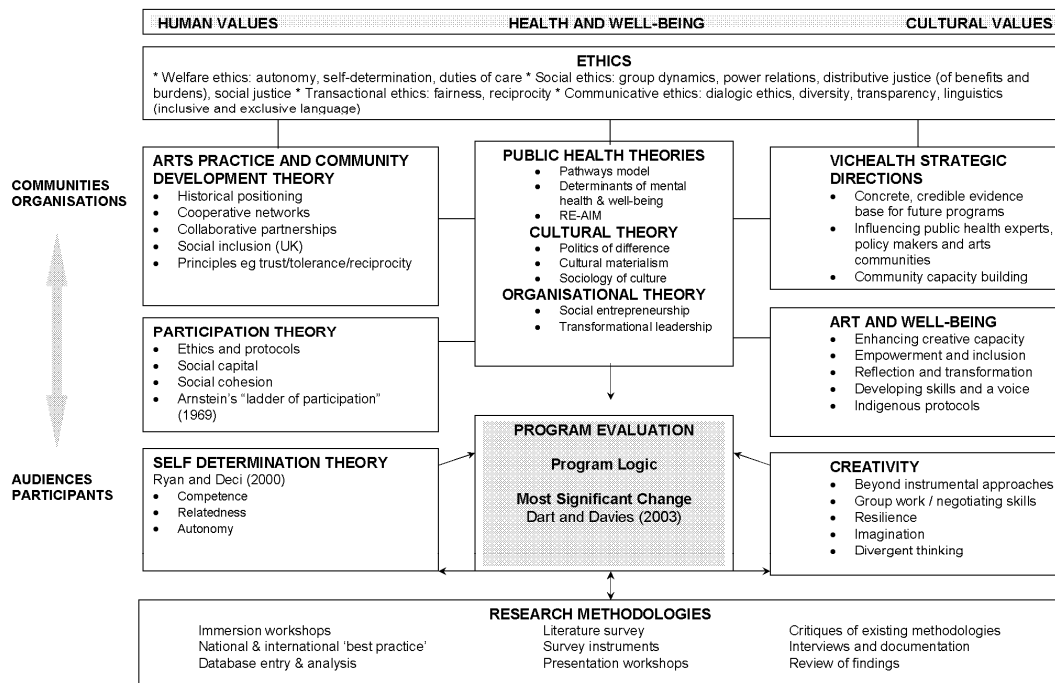 HUMAN VALUES HEALTH AND WELL-BEING CULTURAL VALUES
ETHICS
* Welfare ethics: autonomy, self-determination, duties of care * Social ethics: group dynamics, power relations, distributive justice (of benefits and
burdens), social justice * Transactional ethics: fairness, reciprocity * Communicative ethics: dialogic ethics, diversity, transparency, linguistics
(inclusive and exclusive language)
COMMUNITIES
ORGANISATIONS
AUDIENCES
PARTICIPANTS
ARTS PRACTICE AND COMMUNITY
DEVELOPMENT THEORY
• Historical positioning
• Cooperative networks
• Collaborative partnerships
• Social inclusion (UK)
• Principles eg trust/tolerance/reciprocity
PARTICIPATION THEORY
• Ethics and protocols
• Social capital
• Social cohesion
• Arnstein's "ladder of participation"
(1969)
SELF DETERMINATION THEORY
Ryan and Deci (2000)
• Competence
• Relatedness
• Autonomy
PUBLIC HEALTH THEORIES
• Pathways model
• Determinants of mental
health & well-being
• RE-AIM
CULTURAL THEORY
• Politics of difference
• Cultural materialism
• Sociology of culture
ORGANISATIONAL THEORY
• Social entrepreneurship
• Transformational leadership
PROGRAM EVALUATION
Program Logic
Most Significant Change
Dart and Davies (2003)
VICHEALTH STRATEGIC
DIRECTIONS
• Concrete, credible evidence
base for future programs
• Influencing public health experts,
policy makers and arts
communities
• Community capacity building
ART AND WELL-BEING
• Enhancing creative capacity
• Empowerment and inclusion
• Reflection and transformation
• Developing skills and a voice
• Indigenous protocols
CREATIVITY
• Beyond instrumental approaches
• Group work / negotiating skills
• Resilience
• Imagination
• Divergent thinking
RESEARCH METHODOLOGIES
Immersion workshops
National & international 'best practice'
Database entry & analysis
Literature survey
Survey instruments
Presentation workshops
Critiques of existing methodologies
Interviews and documentation
Review of findings